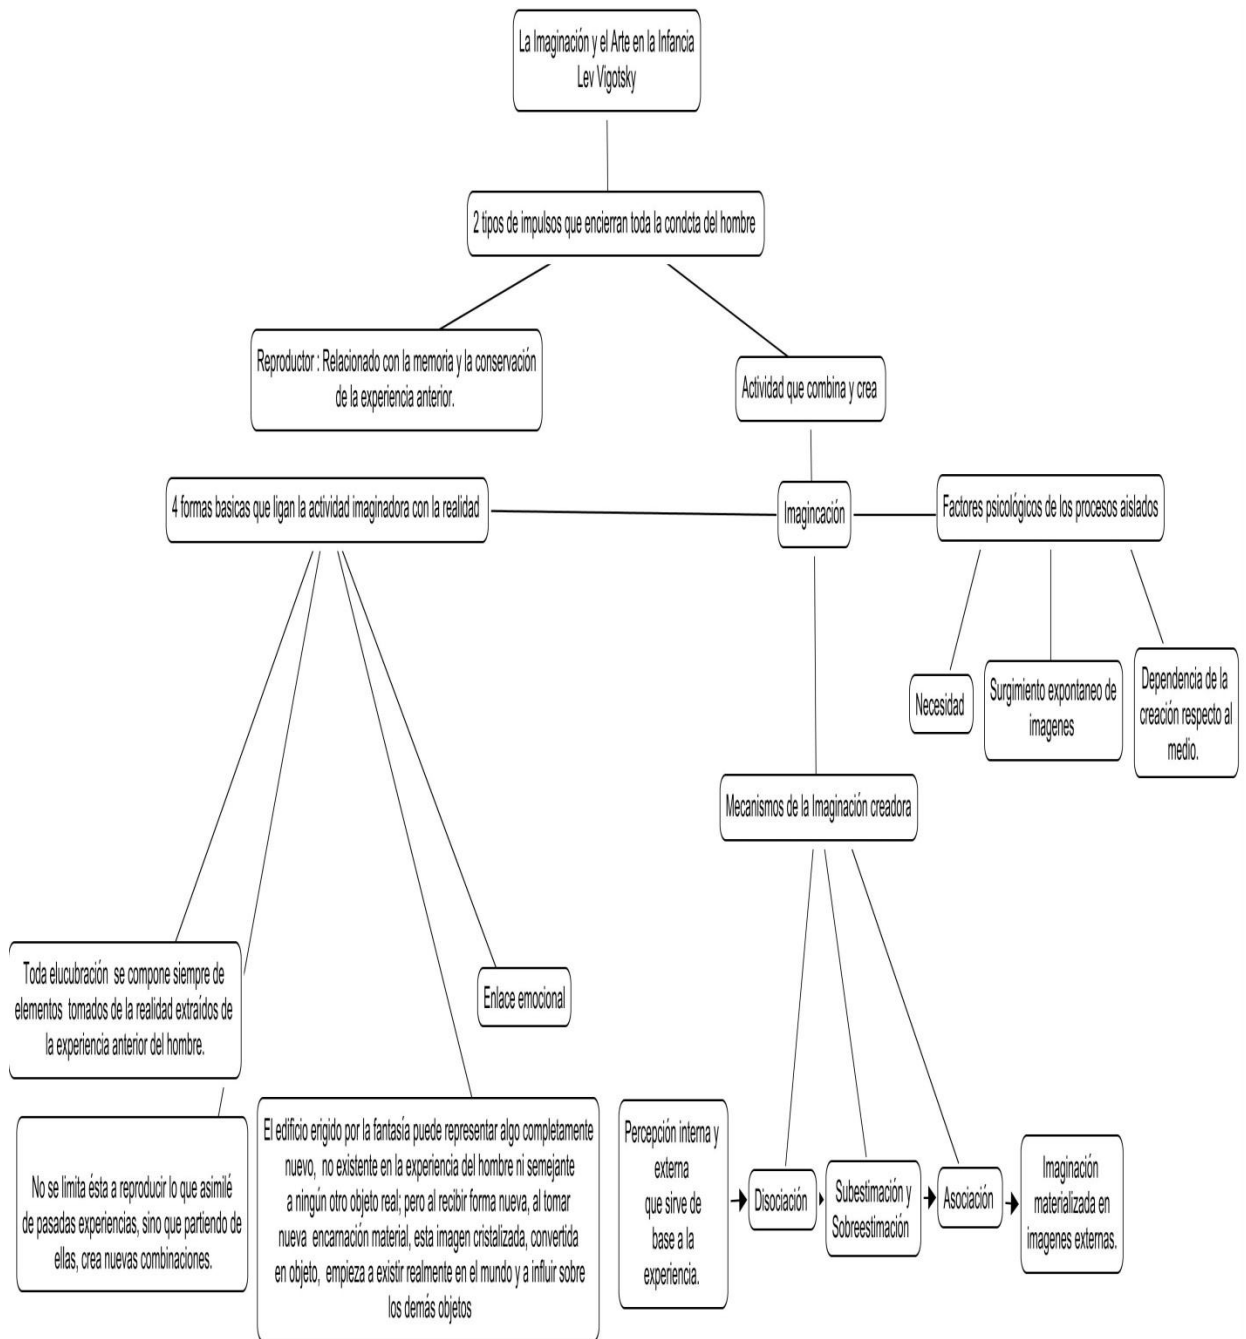 La Imaginación y el Arte en la Infancia
Lev Vigotsky
2 tipos de impulsos que encierran toda la condcta del hombre
Reproductor : Relacionado con la memoria y la conservación
de la experiencia anterior.
Actividad que combina y crea
4 formas basicas que ligan la actividad imaginadora con la realidad
Imagincación
Factores psicológicos de los procesos aislados
Necesidad
Surgimiento expontaneo de
imagenes
Dependencia de la
creación respecto al
medio.
Mecanismos de la Imaginación creadora
Toda elucubración se compone siempre de
elementos tomados de la realidad extraídos de
la experiencia anterior del hombre.
Enlace emocional
No se limita ésta a reproducir lo que asimilé
de pasadas experiencias, sino que partiendo de
ellas, crea nuevas combinaciones.
El edificio erigido por la fantasía puede representar algo completamente
nuevo, no existente en la experiencia del hombre ni semejante
a ningún otro objeto real; pero al recibir forma nueva, al tomar
nueva encarnación material, esta imagen cristalizada, convertida
en objeto, empieza a existir realmente en el mundo y a influir sobre
los demás objetos
Percepción interna y
externa
que sirve de
base a la
experiencia.
Disociación
Subestimación y
Sobreestimación
Asociación
Imaginación
materializada en
imagenes externas.